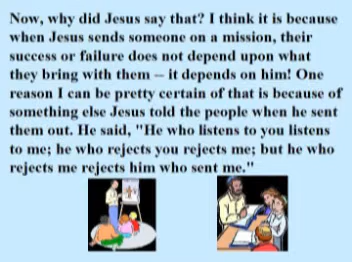 Now, why did Jesus say that? I think it is because
when Jesus sends someone on a mission, their
success or failure does not depend upon what
they bring with them -- it depends on him! One
reason I can be pretty certain of that is because of
something else Jesus told the people when he sent
them out. He said, "He who listens to you listens
to me; he who rejects you rejects me; but he who
rejects me rejects him who sent me."